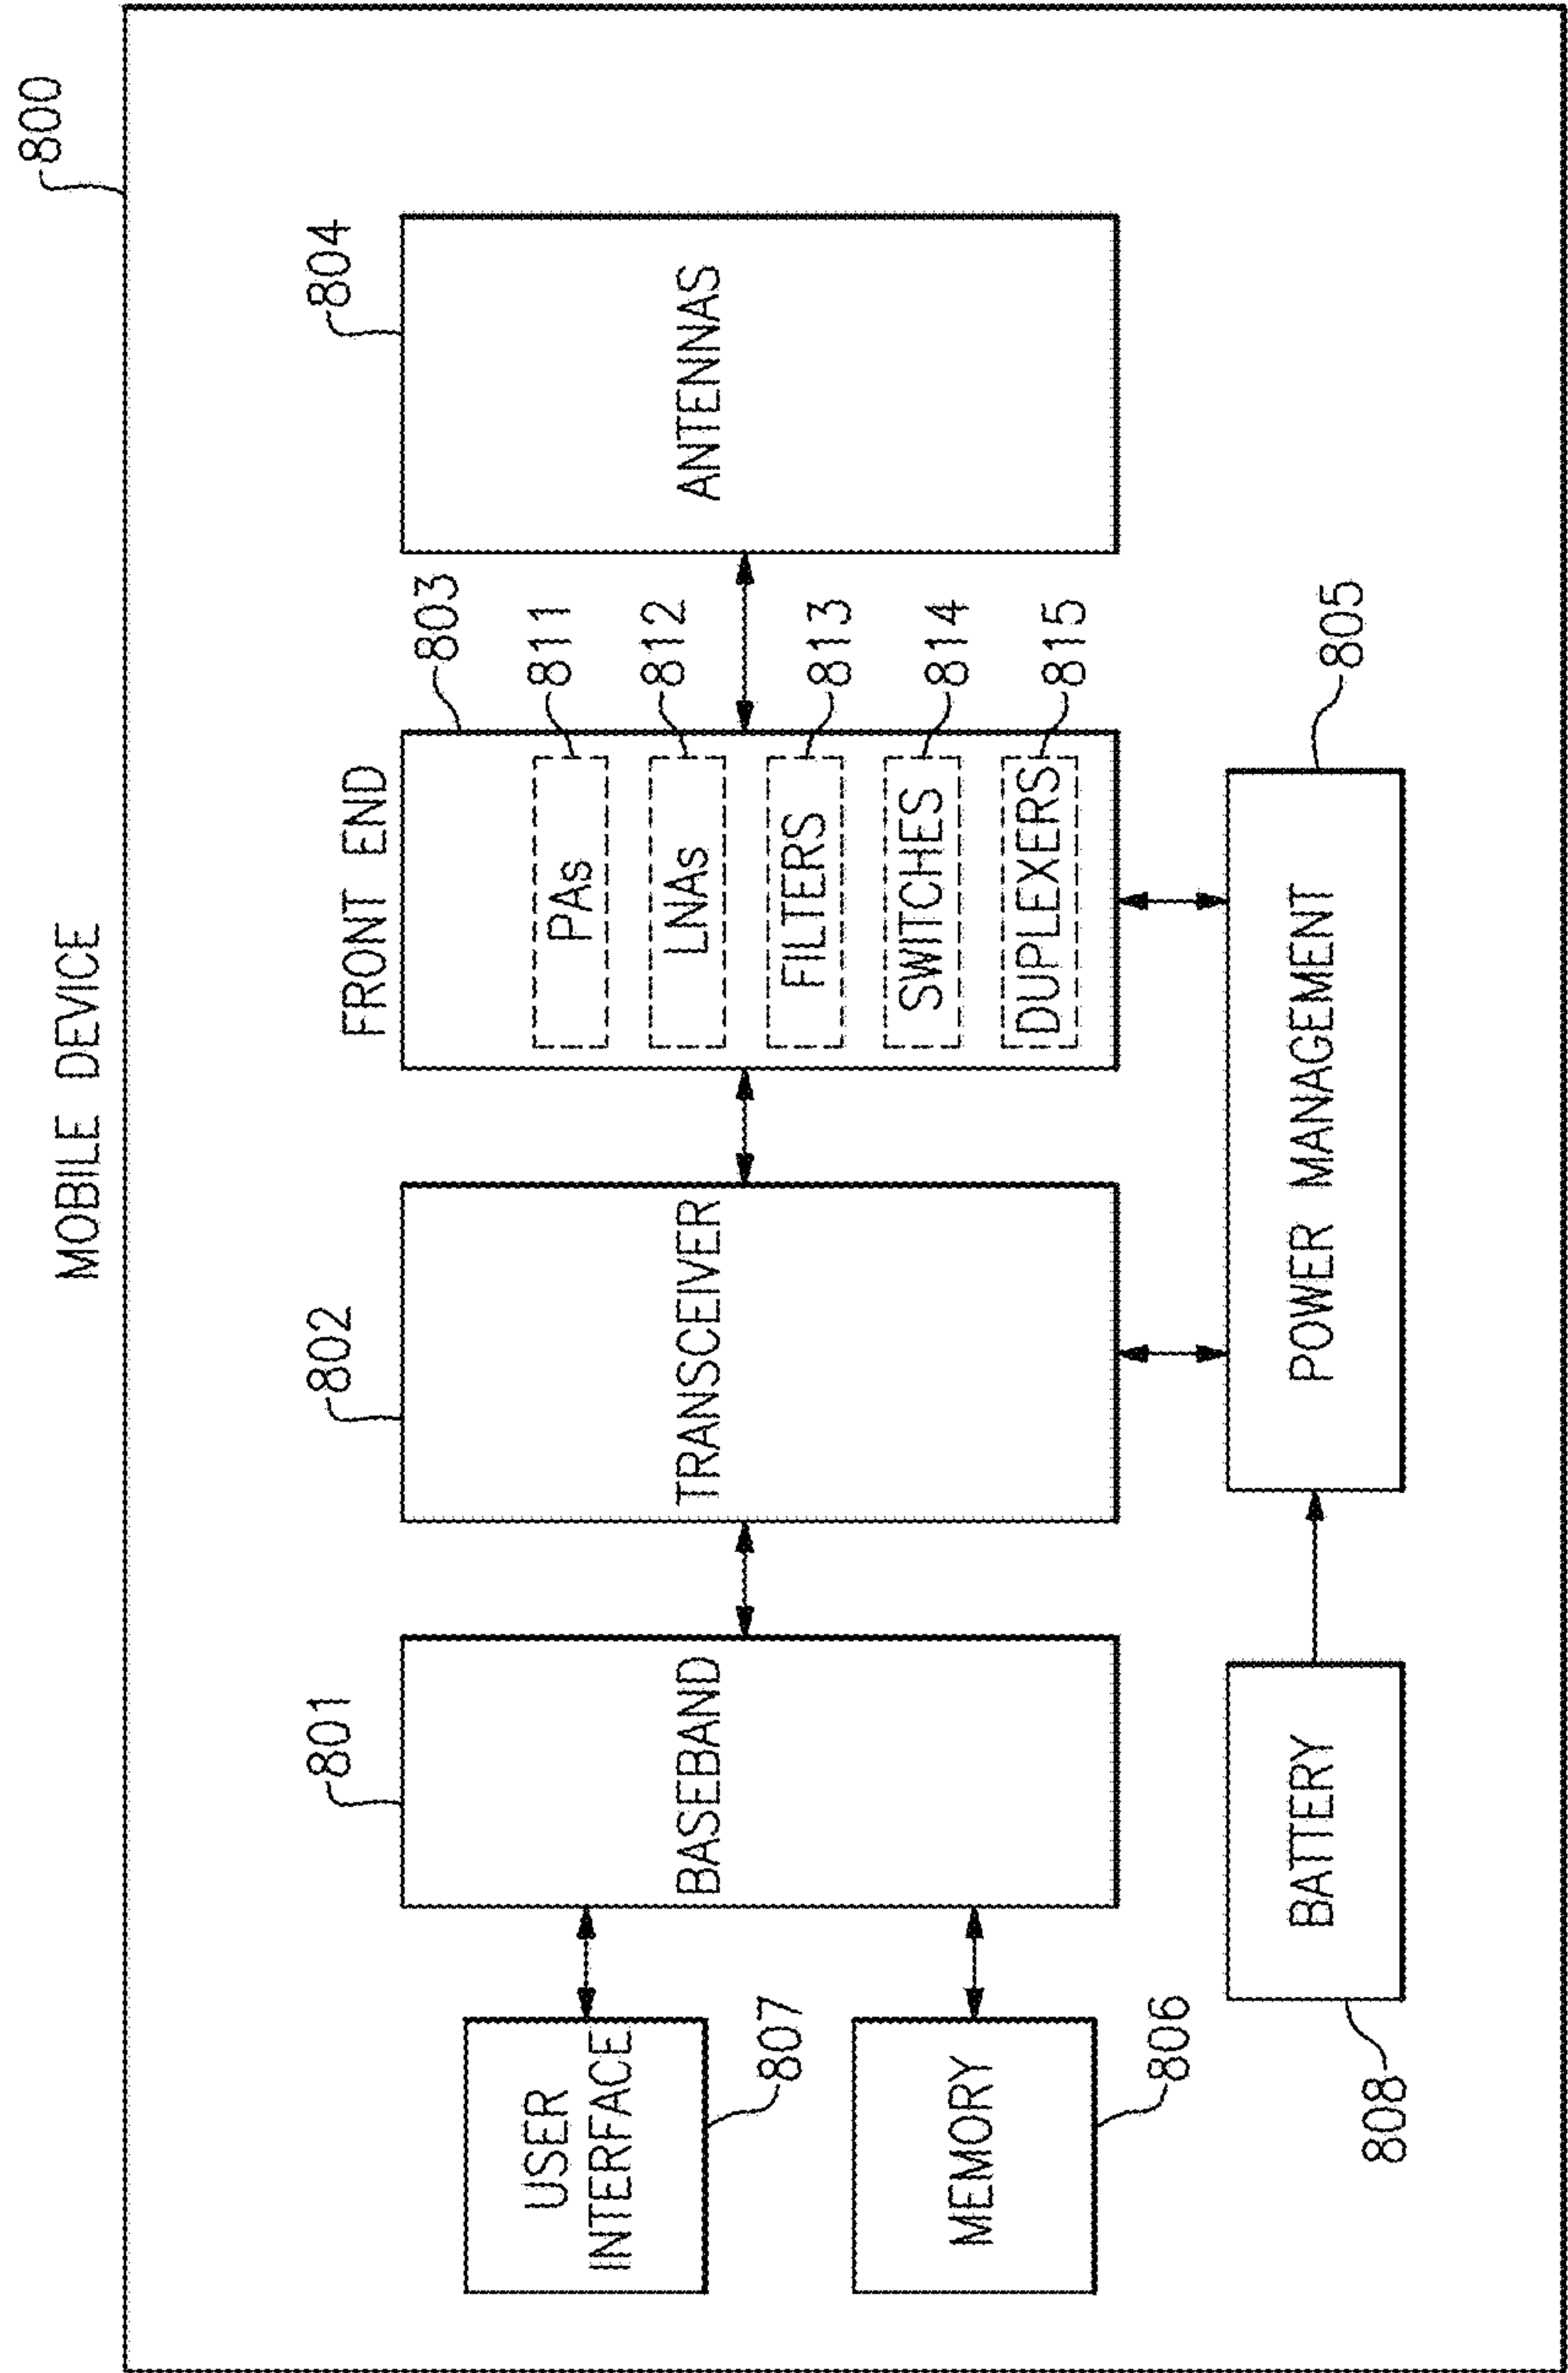 MOBILE DEVICE
800
FRONT END
801
802
803
804
USER
INTERFACE
807
MEMORY
806
BASEBAND
TRANSCEIVER
PAs
811
LNAs
812
FILTERS
813
SWITCHES
814
DUPLEXERS
815
ANTENNAS
BATTERY
808
POWER MANAGEMENT
805